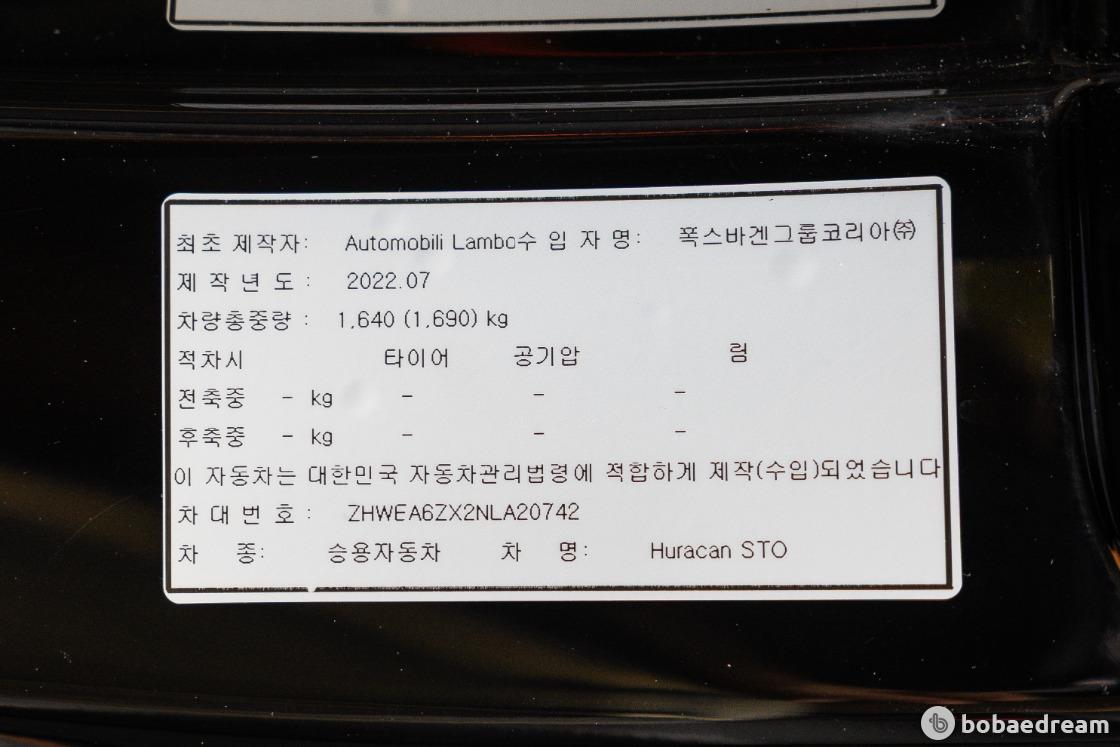 최초 제작자: Automobili Lambo수 입 자 명: 폭스바겐그룹코리아㈜
제 작 년 도 : 2022.07
차량총중량 : 1,640 (1,690) kg
적차시 타이어 공기압 림
전축중 - kg - - -
후축중 - kg - - -
이 자동차는 대한민국 자동차관리법령에 적합하게 제작(수입)되었습니다
차 대 번 호 : ZHWEA6ZX2NLA20742
차 종: 승용자동차 차 명: Huracan STO
bobaedream